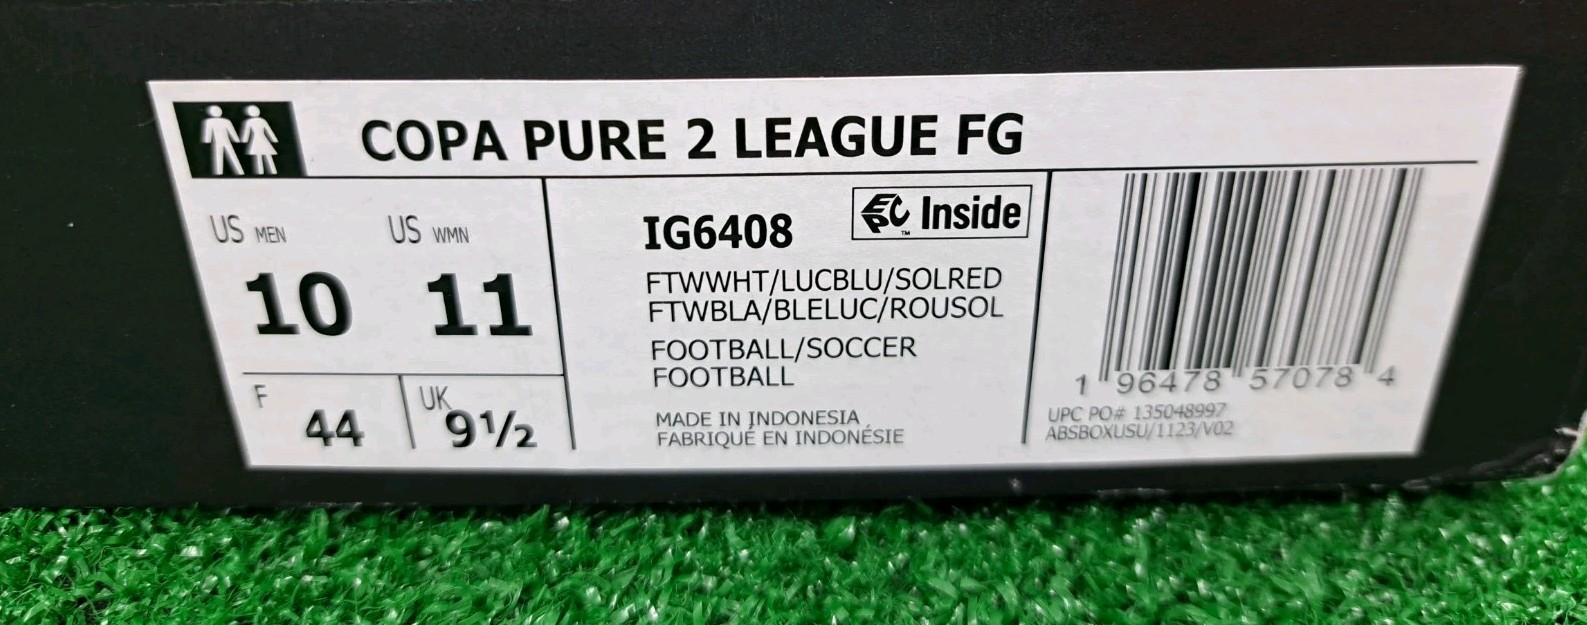 COPA PURE 2 LEAGUE FG
US MEN
10
US WMN
11
F
44
UK
9½
IG6408
EPC Inside
TM
FTWWHT/LUCBLU/SOLRED
FTWBLA/BLELUC/ROUSOL
FOOTBALL/SOCCER
FOOTBALL
MADE IN INDONESIA
FABRIQUÉ EN INDONÉSIE
1 96478 57078 4
UPC PO# 135048997
ABSBOXUSU/1123/V02